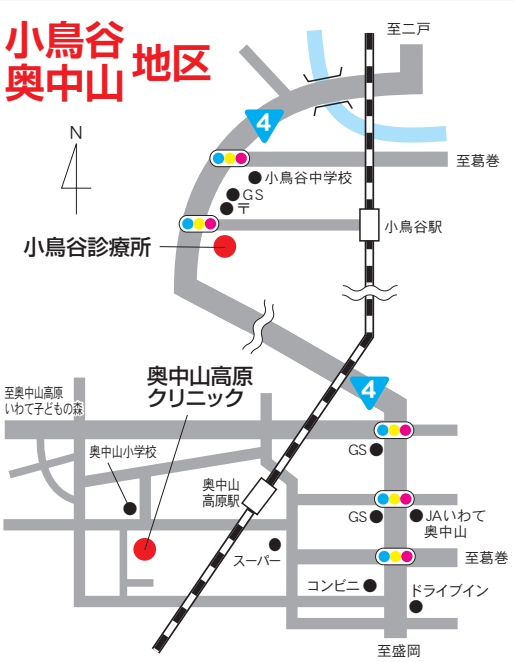 小鳥谷
奥中山
地区
至二戸
4
N
至葛巻
小鳥谷中学校
GS
〒
小鳥谷駅
小鳥谷診療所
奥中山高原
クリニック
4
至奥中山高原
いわて子どもの森
奥中山小学校
GS
奥中山
高原駅
GS
JAいわて
奥中山
スーパー
至葛巻
コンビニ
ドライブイン
至盛岡